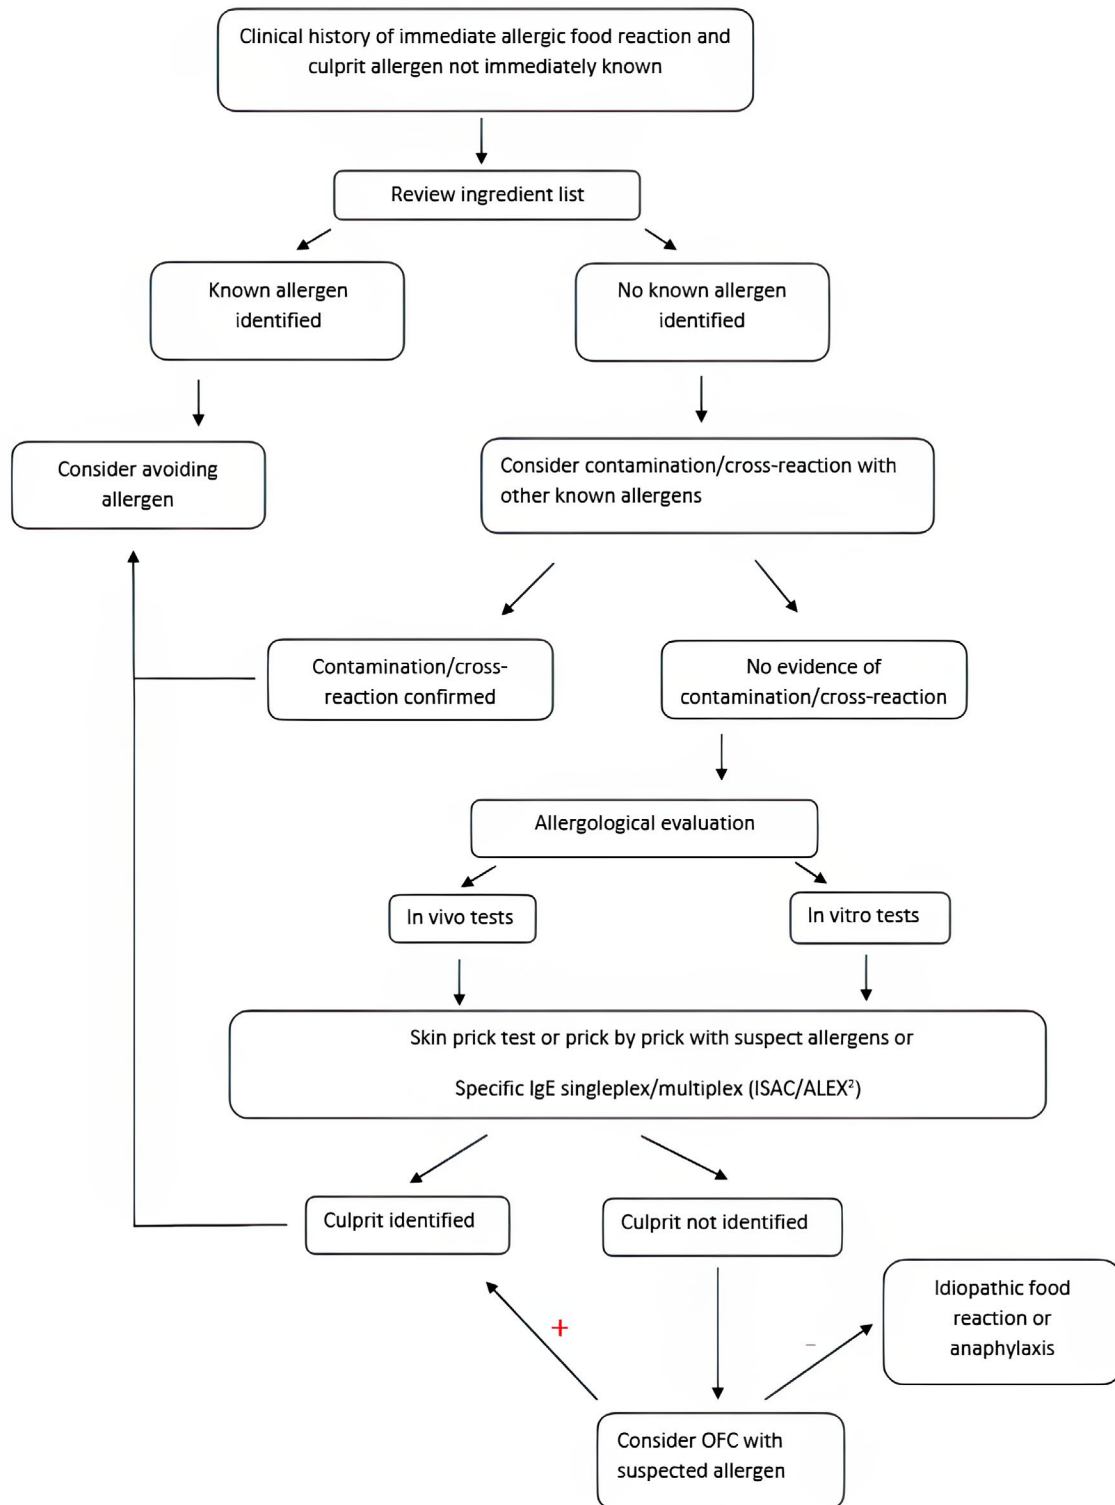 Clinical history of immediate allergic food reaction and
culprit allergen not immediately known
Review ingredient list
Known allergen
identified
No known allergen
identified
Consider avoiding
allergen
Consider contamination/cross-reaction with
other known allergens
Contamination/cross-
reaction confirmed
No evidence of
contamination/cross-reaction
Allergological evaluation
In vivo tests
In vitro tests
Skin prick test or prick by prick with suspect allergens or
Specific IgE singleplex/multiplex (ISAC/ALEX²)
Culprit identified
Culprit not identified
Idiopathic food
reaction or
anaphylaxis
+
–
Consider OFC with
suspected allergen